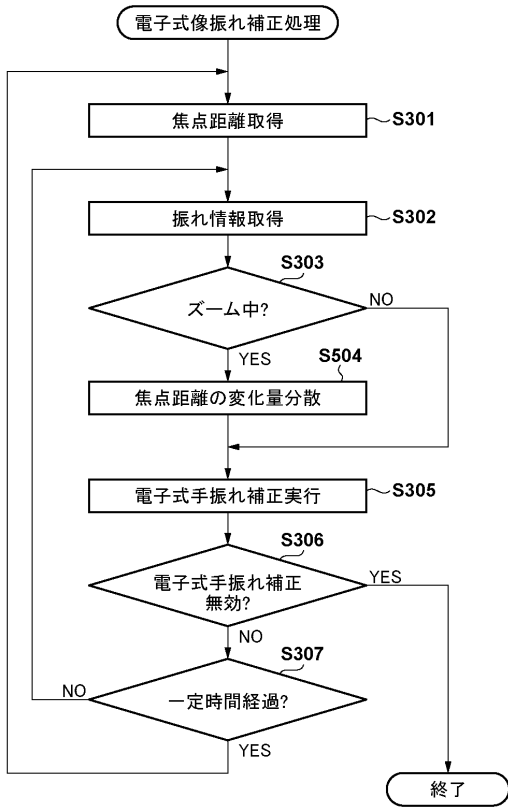 電子式像振れ補正処理
焦点距離取得
S301
振れ情報取得
S302
S303
ズーム中?
NO
YES
S504
焦点距離の変化量分散
電子式手振れ補正実行
S305
S306
電子式手振れ補正
無効?
YES
NO
S307
一定時間経過?
NO
YES
終了